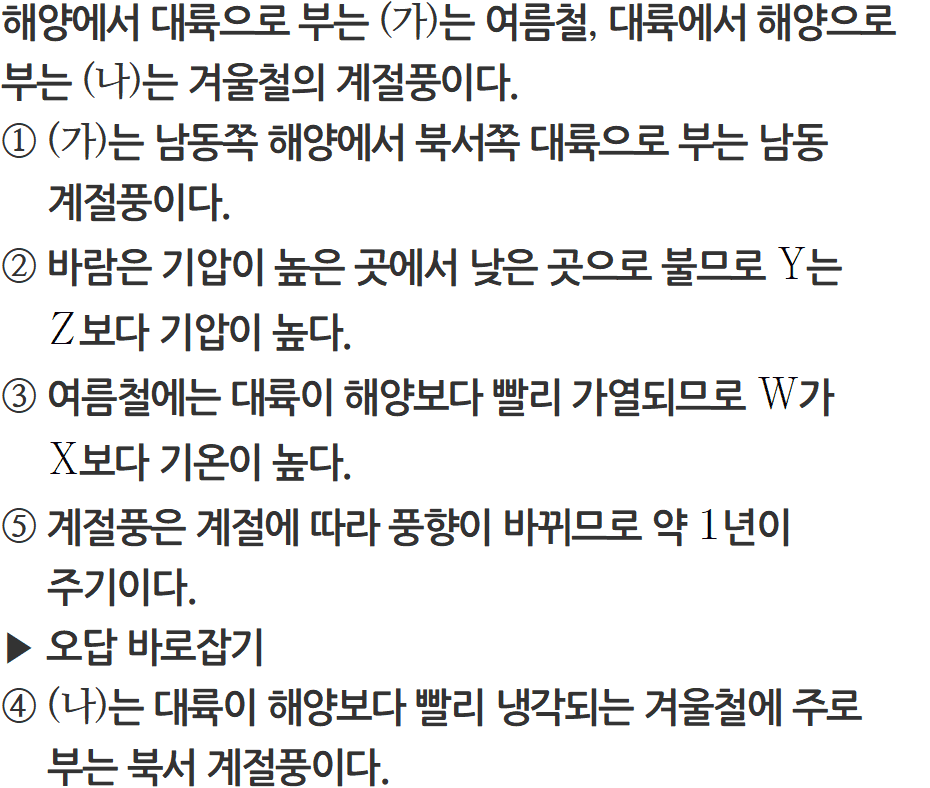 해양에서 대륙으로 부는 (가)는 여름철, 대륙에서 해양으로
부는 (나)는 겨울철의 계절풍이다.
① (가)는 남동쪽 해양에서 북서쪽 대륙으로 부는 남동
계절풍이다.
② 바람은 기압이 높은 곳에서 낮은 곳으로 불므로 Y는
Z보다 기압이 높다.
③ 여름철에는 대륙이 해양보다 빨리 가열되므로 W가
X보다 기온이 높다.
⑤ 계절풍은 계절에 따라 풍향이 바뀌므로 약 1년이
주기이다.
▶ 오답 바로잡기
④ (나)는 대륙이 해양보다 빨리 냉각되는 겨울철에 주로
부는 북서 계절풍이다.